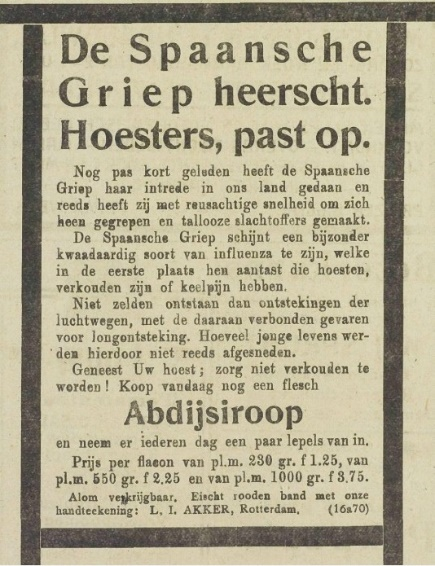 De Spaansche
Griep heerscht.
Hoesters, past op.
Nog pas kort geluden heeft de Spaansche
Griep haar intrede in ons land gedaan en
reeds heeft zij met reusachtige snelheid om zich
heen gegrepen en tallooze slachtoffers gemaakt.
De Spaansche Griep schijnt een bijzonder
kwaadaardig soort van influenza te zijn, welke
in de eerste plaats hen aantast die hoesten,
verkouden zijn of keelpijn hebben.
Niet zelden ontstaan dan ontstekingen der
luchtwegen, met de daaraan verbonden gevaren
voor longontsteking. Hoeveel jonge levens wer-
den hierdoor niet reeds afgesneden.
Geneest Uw hoest; zorg niet verkouden te
worden! Koop vandaag nog een flesch
Abdijsiroop
en neem er iederen dag een paar lepels van in.
Prijs per flacon van pl.m. 230 gr. f 1.25, van
pl.m. 550 gr. f 2.25 en van pl.m. 1000 gr. f 3.75.
Alom verkrijgbaar. Eischt rooden band met onze
handteekening: L. I. AKKER, Rotterdam. (16a70)